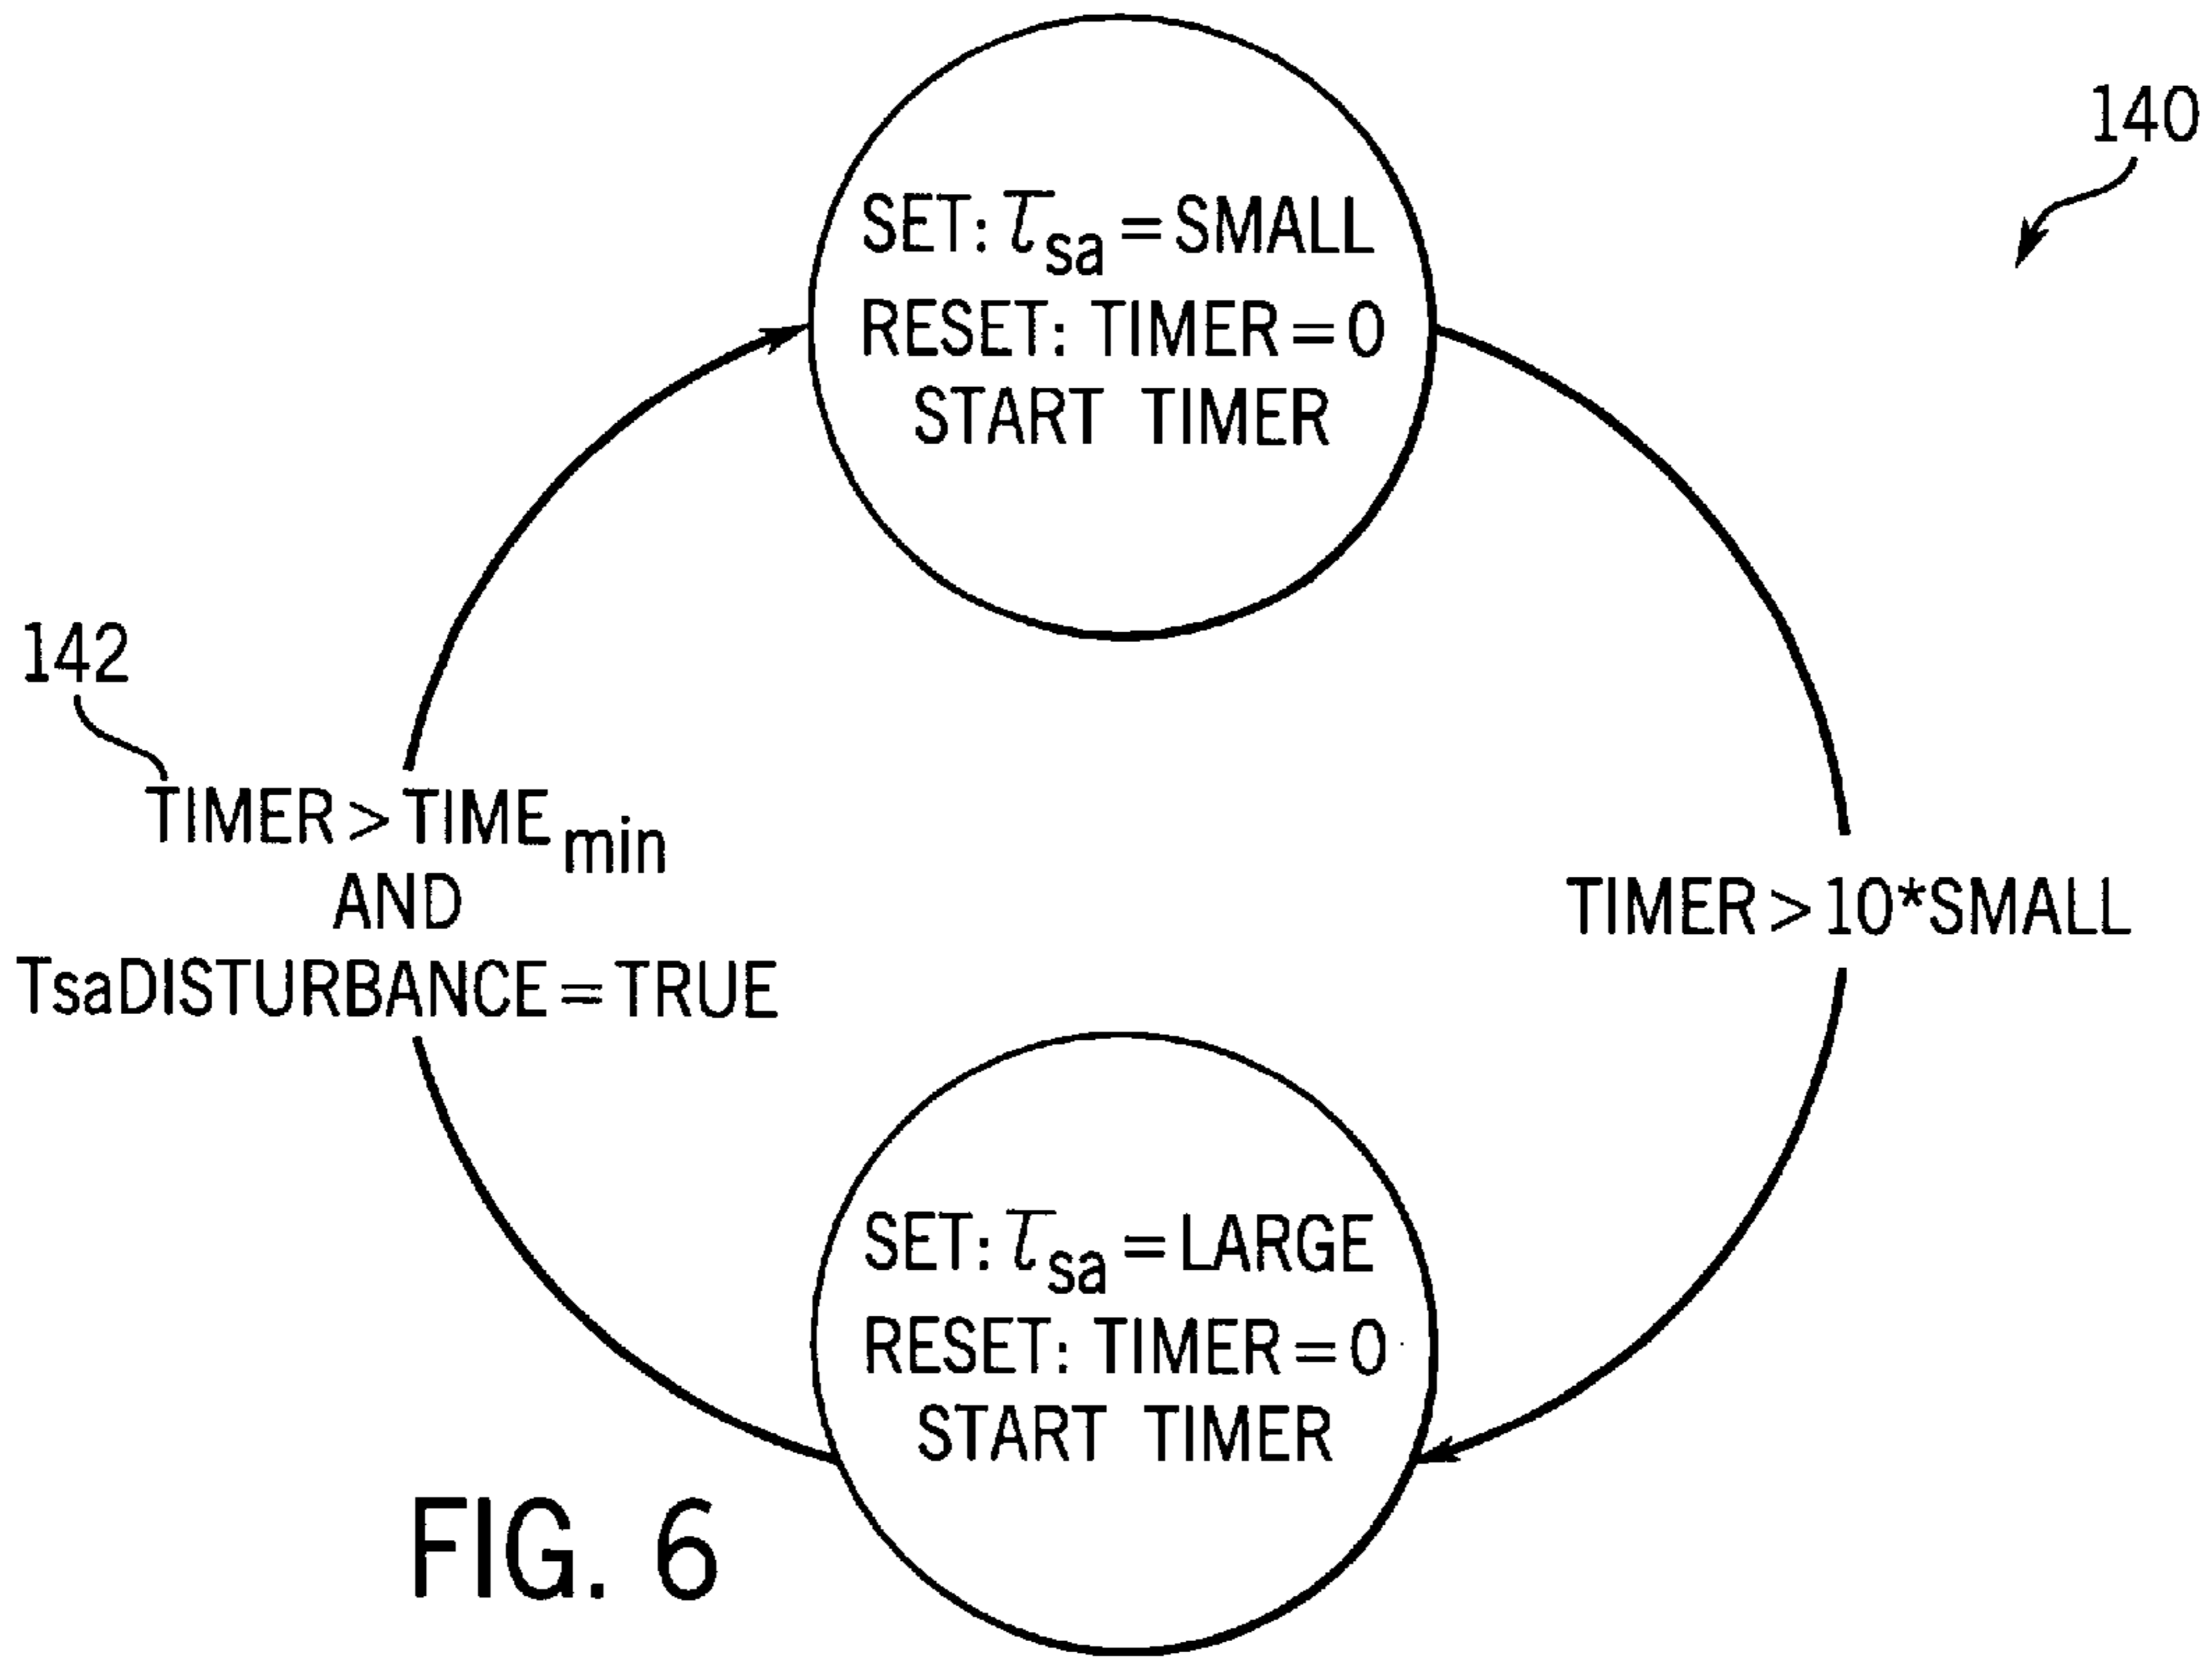 140
SET: τsa = SMALL
RESET: TIMER = 0
START TIMER
142
TIMER > TIMEmin
AND
TsaDISTURBANCE = TRUE
TIMER > 10*SMALL
SET: τsa = LARGE
RESET: TIMER = 0
START TIMER
FIG. 6